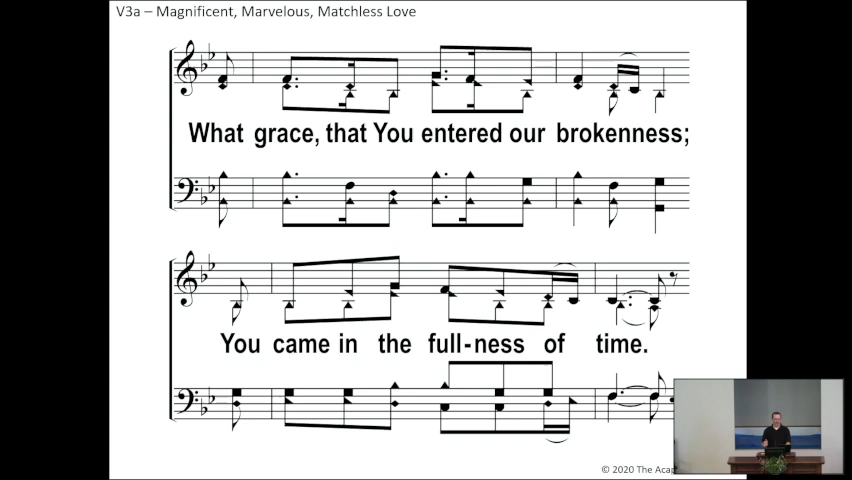 V3a – Magnificent, Marvelous, Matchless Love
What grace, that You entered our brokenness;
You came in the full-ness of time.
© 2020 The